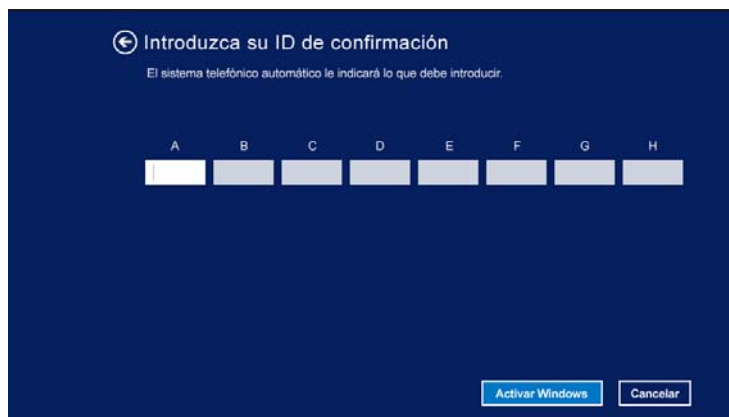 Introduzca su ID de confirmación
El sistema telefónico automático le indicará lo que debe introducir.
A B C D E F G H
Activar Windows Cancelar